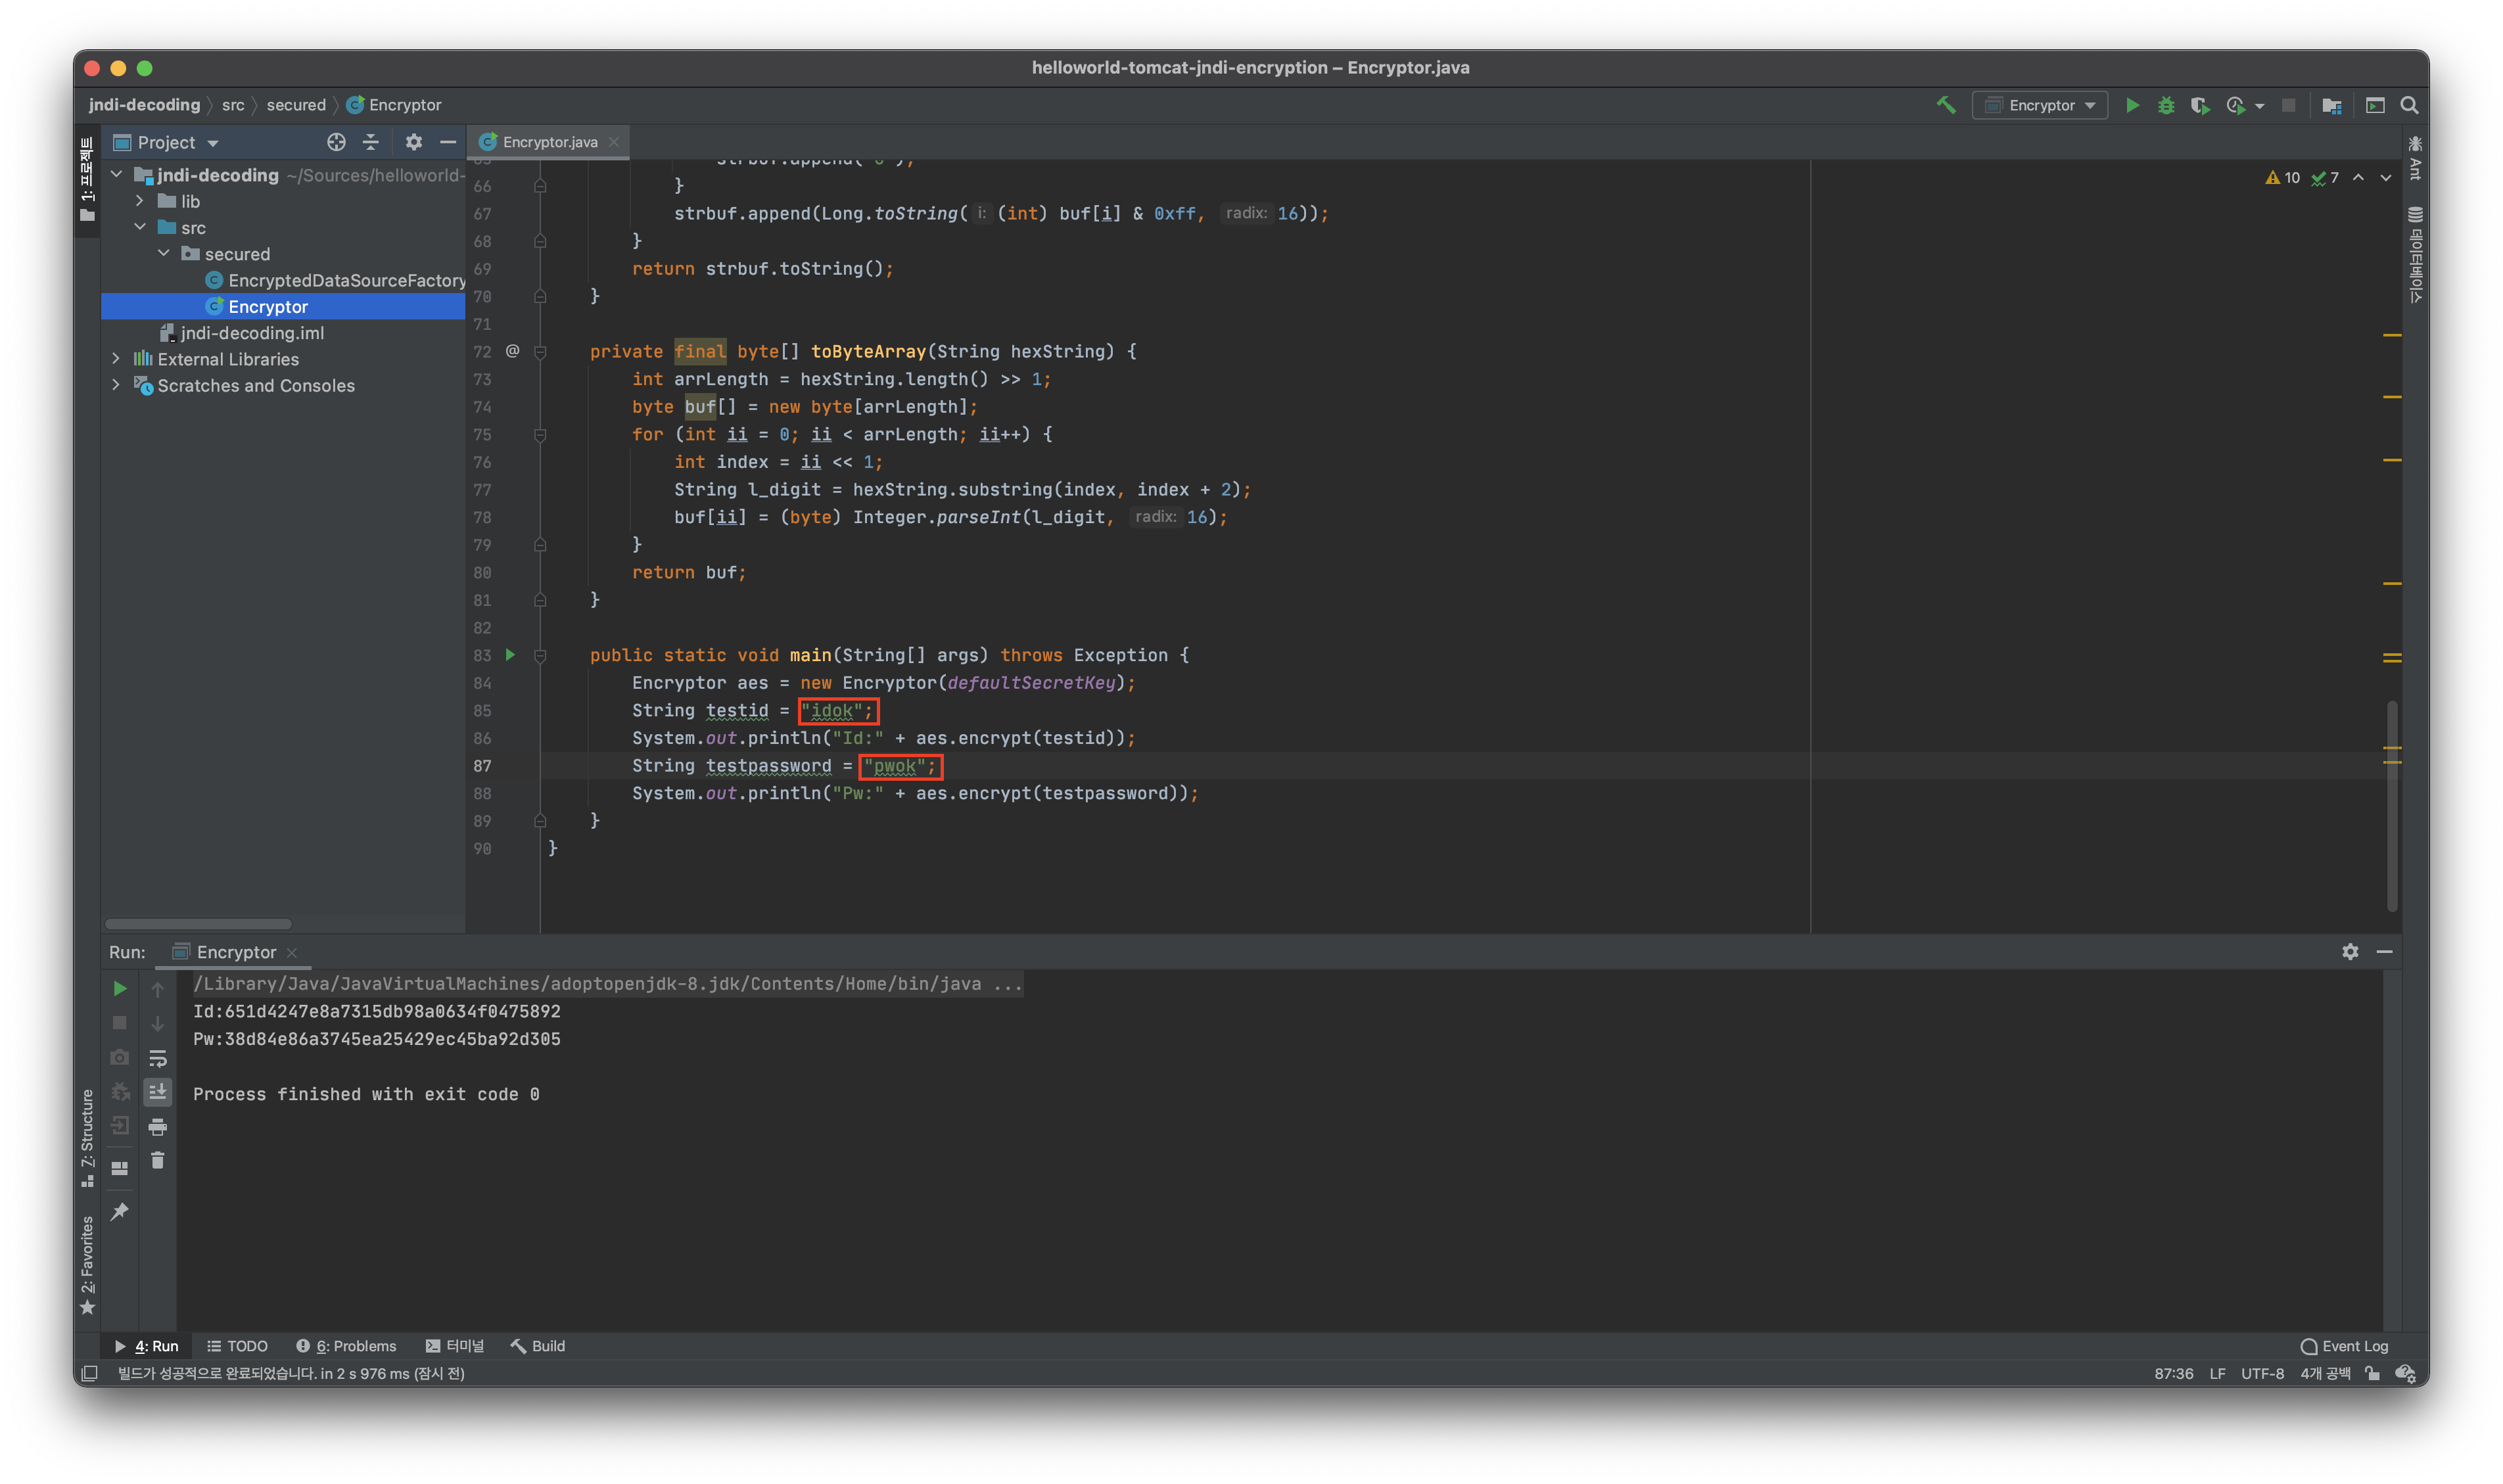 helloworld-tomcat-jndi-encryption – Encryptor.java
jndi-decoding src secured Encryptor
Encryptor
1: 프로젝트
Project
jndi-decoding ~/Sources/helloworld-
lib
src
secured
EncryptedDataSourceFactory
Encryptor
jndi-decoding.iml
External Libraries
Scratches and Consoles
Encryptor.java
10 7
Ant
데이터베이스
66 }
67 strbuf.append(Long.toString( i: (int) buf[i] & 0xff, radix: 16));
68 }
69 return strbuf.toString();
70 }
71
72 @ private final byte[] toByteArray(String hexString) {
73 int arrLength = hexString.length() >> 1;
74 byte buf[] = new byte[arrLength];
75 for (int ii = 0; ii < arrLength; ii++) {
76 int index = ii << 1;
77 String l_digit = hexString.substring(index, index + 2);
78 buf[ii] = (byte) Integer.parseInt(l_digit, radix: 16);
79 }
80 return buf;
81 }
82
83 public static void main(String[] args) throws Exception {
84 Encryptor aes = new Encryptor(defaultSecretKey);
85 String testid = "idok";
86 System.out.println("Id:" + aes.encrypt(testid));
87 String testpassword = "pwok";
88 System.out.println("Pw:" + aes.encrypt(testpassword));
89 }
90 }
Run: Encryptor
/Library/Java/JavaVirtualMachines/adoptopenjdk-8.jdk/Contents/Home/bin/java ...
Id:651d4247e8a7315db98a0634f0475892
Pw:38d84e86a3745ea25429ec45ba92d305
Process finished with exit code 0
7: Structure
2: Favorites
4: Run TODO 6: Problems 터미널 Build Event Log
빌드가 성공적으로 완료되었습니다. in 2 s 976 ms (잠시 전) 87:36 LF UTF-8 4개 공백